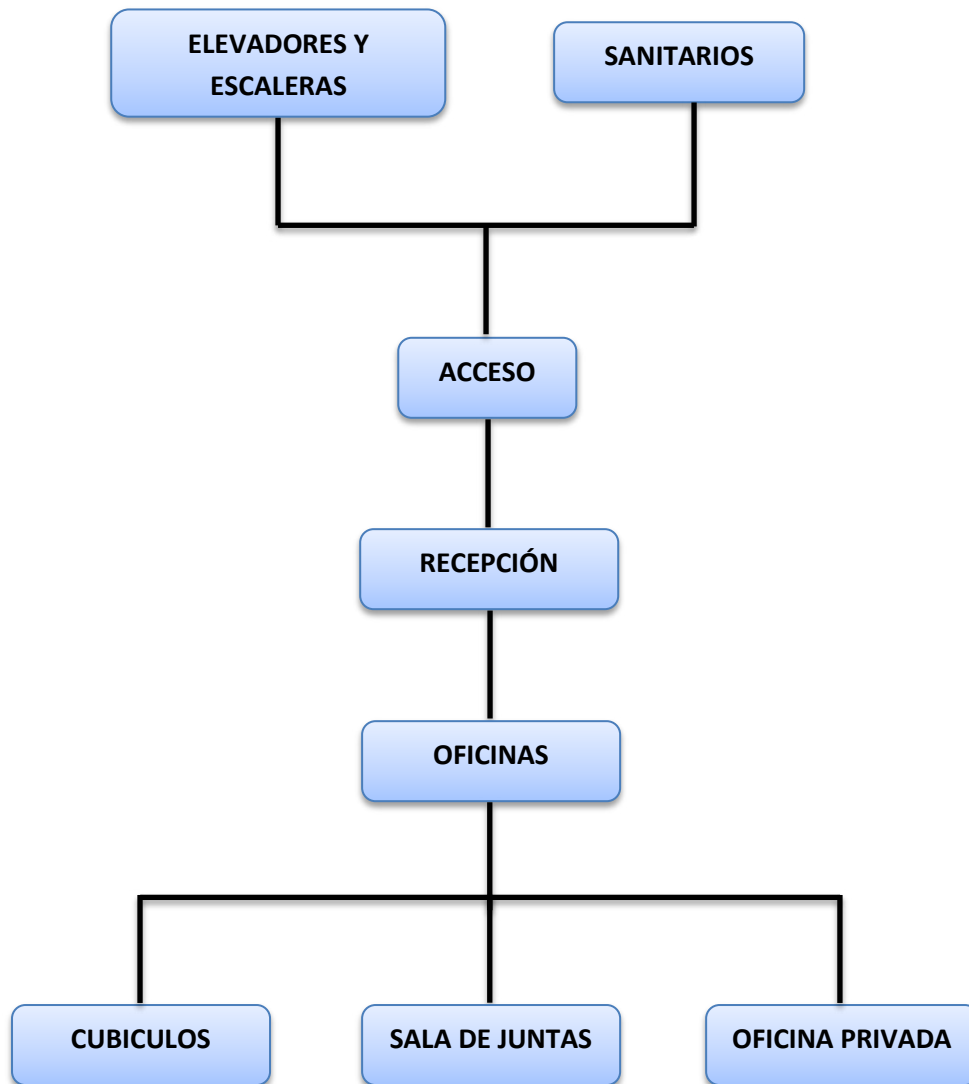 ELEVADORES Y
ESCALERAS
SANITARIOS
ACCESO
RECEPCIÓN
OFICINAS
CUBICULOS
SALA DE JUNTAS
OFICINA PRIVADA